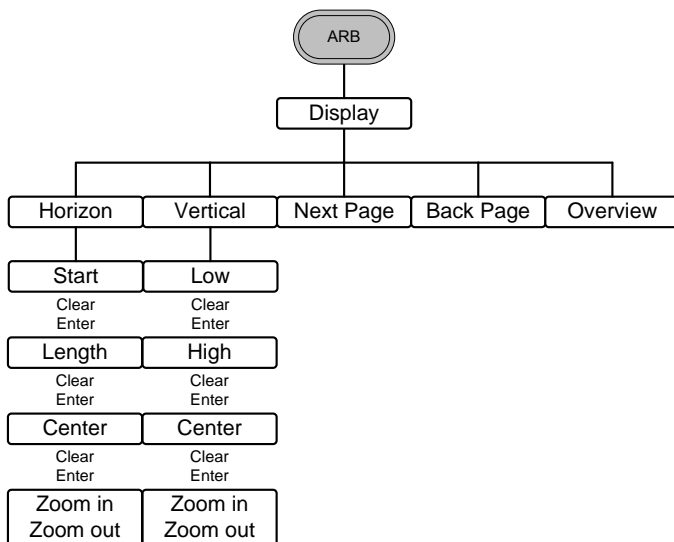 ARB
Display
Horizon
Vertical
Next Page
Back Page
Overview
Start
Low
Clear
Enter
Clear
Enter
Length
High
Clear
Enter
Clear
Enter
Center
Center
Clear
Enter
Clear
Enter
Zoom in
Zoom out
Zoom in
Zoom out